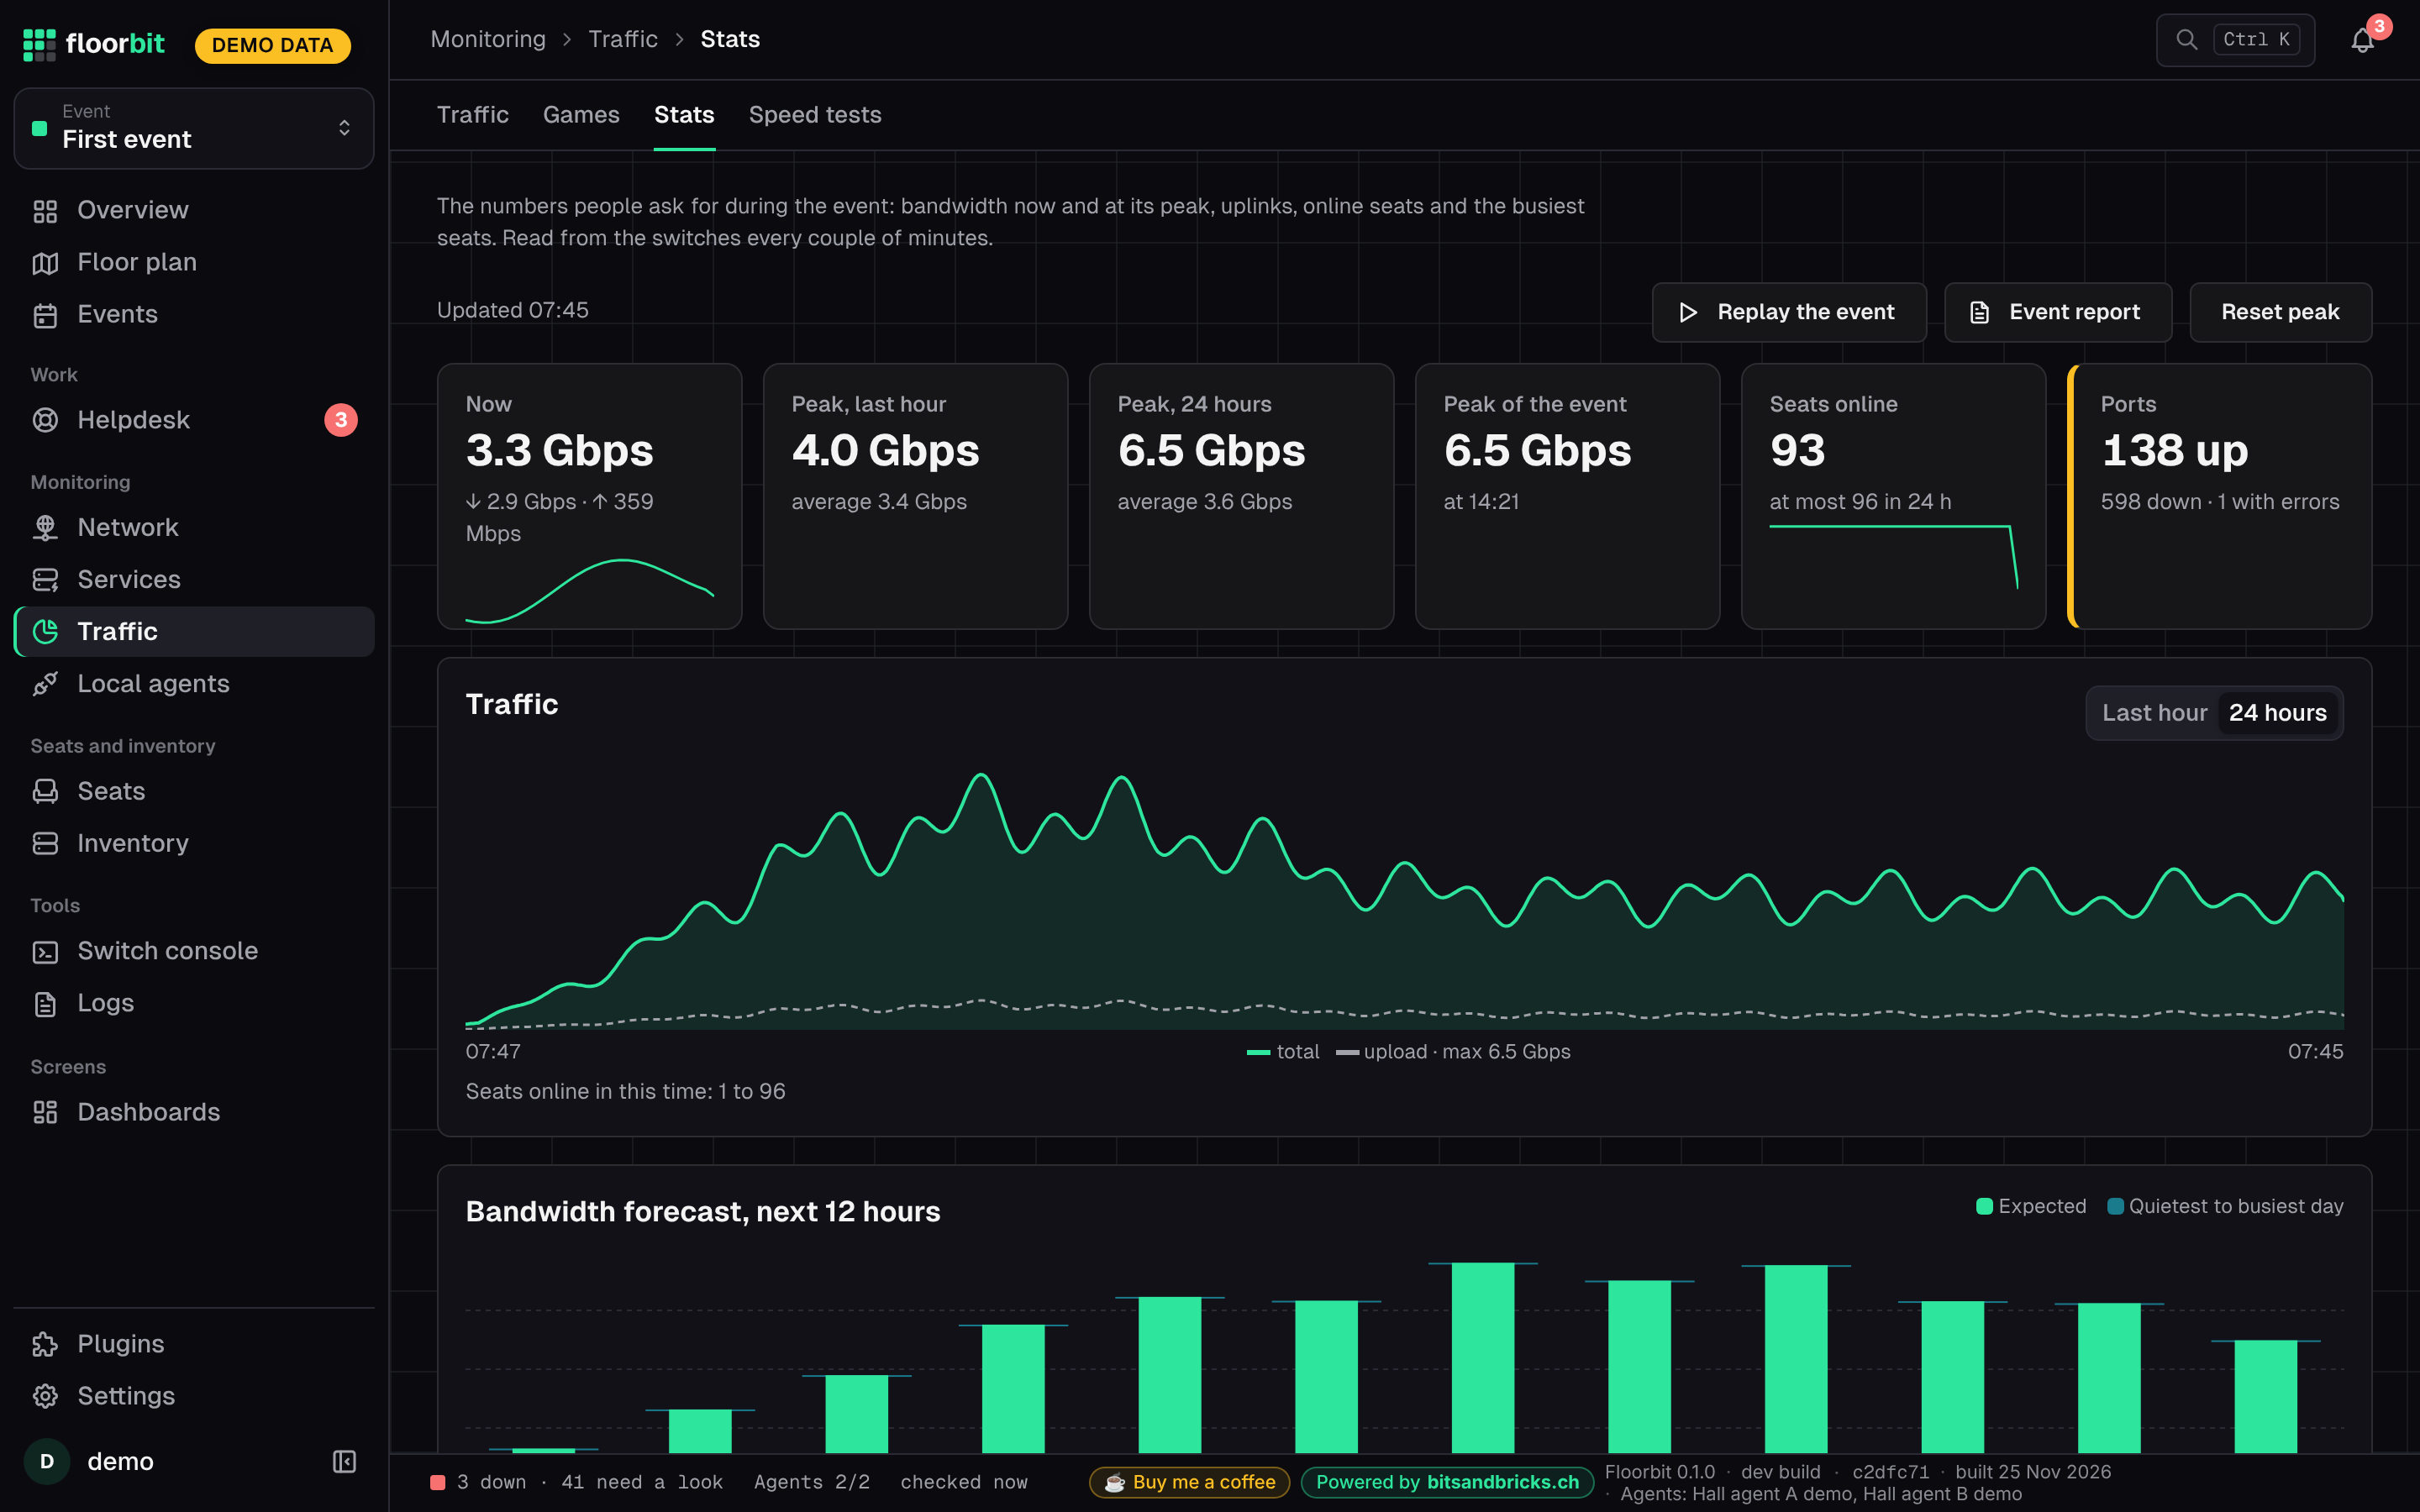 floorbit
DEMO DATA
Event
First event
Overview
Floor plan
Events
Work
Helpdesk
3
Monitoring
Network
Services
Traffic
Local agents
Seats and inventory
Seats
Inventory
Tools
Switch console
Logs
Screens
Dashboards
Plugins
Settings
D
demo
Monitoring > Traffic > Stats
Ctrl K
3
Traffic
Games
Stats
Speed tests
The numbers people ask for during the event: bandwidth now and at its peak, uplinks, online seats and the busiest
seats. Read from the switches every couple of minutes.
Updated 07:45
Replay the event
Event report
Reset peak
Now
3.3 Gbps
↓ 2.9 Gbps · ↑ 359
Mbps
Peak, last hour
4.0 Gbps
average 3.4 Gbps
Peak, 24 hours
6.5 Gbps
average 3.6 Gbps
Peak of the event
6.5 Gbps
at 14:21
Seats online
93
at most 96 in 24 h
Ports
138 up
598 down · 1 with errors
Traffic
Last hour
24 hours
07:47
total
upload · max 6.5 Gbps
07:45
Seats online in this time: 1 to 96
Bandwidth forecast, next 12 hours
Expected
Quietest to busiest day
3 down · 41 need a look
Agents 2/2
checked now
Buy me a coffee
Powered by bitsandbricks.ch
Floorbit 0.1.0 · dev build · c2dfc71 · built 25 Nov 2026
· Agents: Hall agent A demo, Hall agent B demo